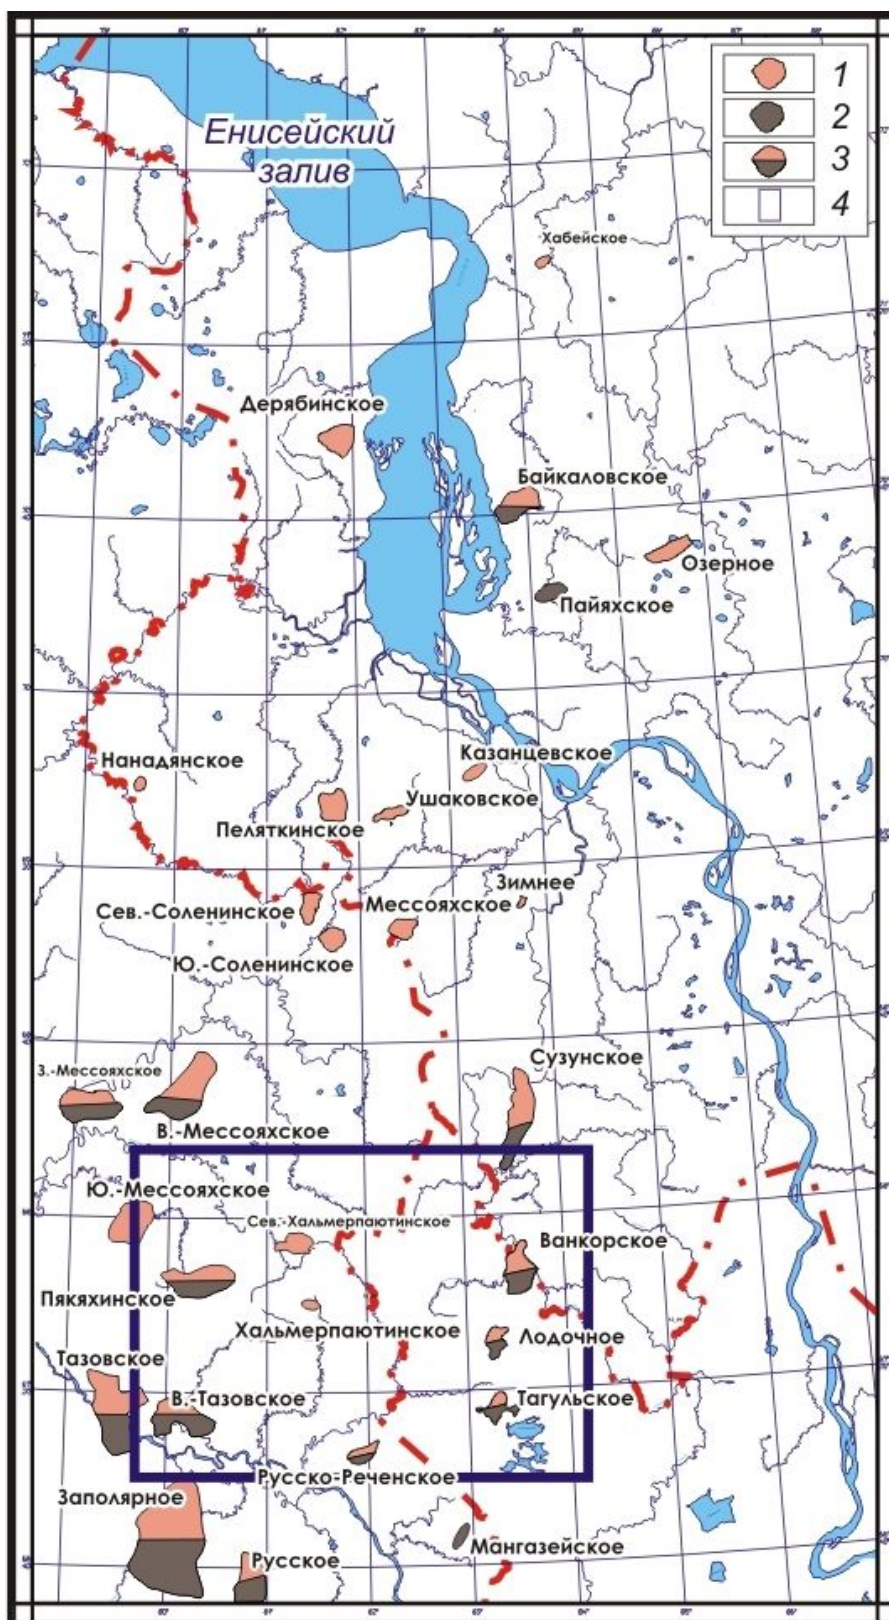 Енисейский
залив
1
2
3
4
Хабейское
Дерябинское
Байкаловское
Озерное
Пайяхское
Казанцевское
Нанадянское
Ушаковское
Пеляткинское
Зимнее
Сев.-Соленинское
Мессояхское
Ю.-Соленинское
Сузунское
З.-Мессояхское
В.-Мессояхское
Ю.-Мессояхское
Сев.-Хальмерпаютинское
Ванкорское
Пякяхинское
Хальмерпаютинское
Лодочное
Тазовское
В.-Тазовское
Тагульское
Русско-Реченское
Заполярное
Мангазейское
Русское